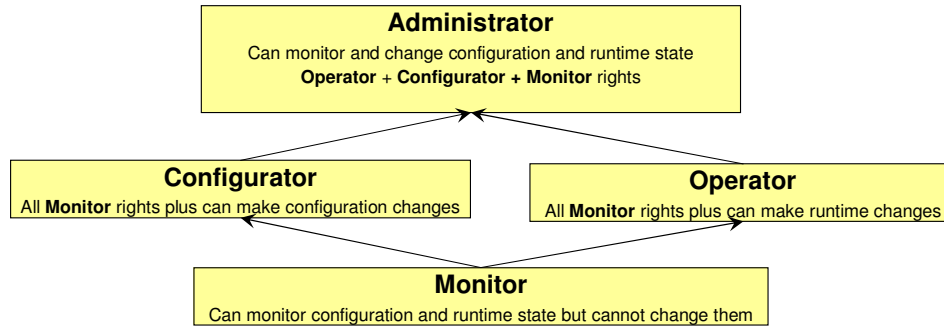 Administrator
Can monitor and change configuration and runtime state
Operator + Configurator + Monitor rights
Configurator
All Monitor rights plus can make configuration changes
Operator
All Monitor rights plus can make runtime changes
Monitor
Can monitor configuration and runtime state but cannot change them